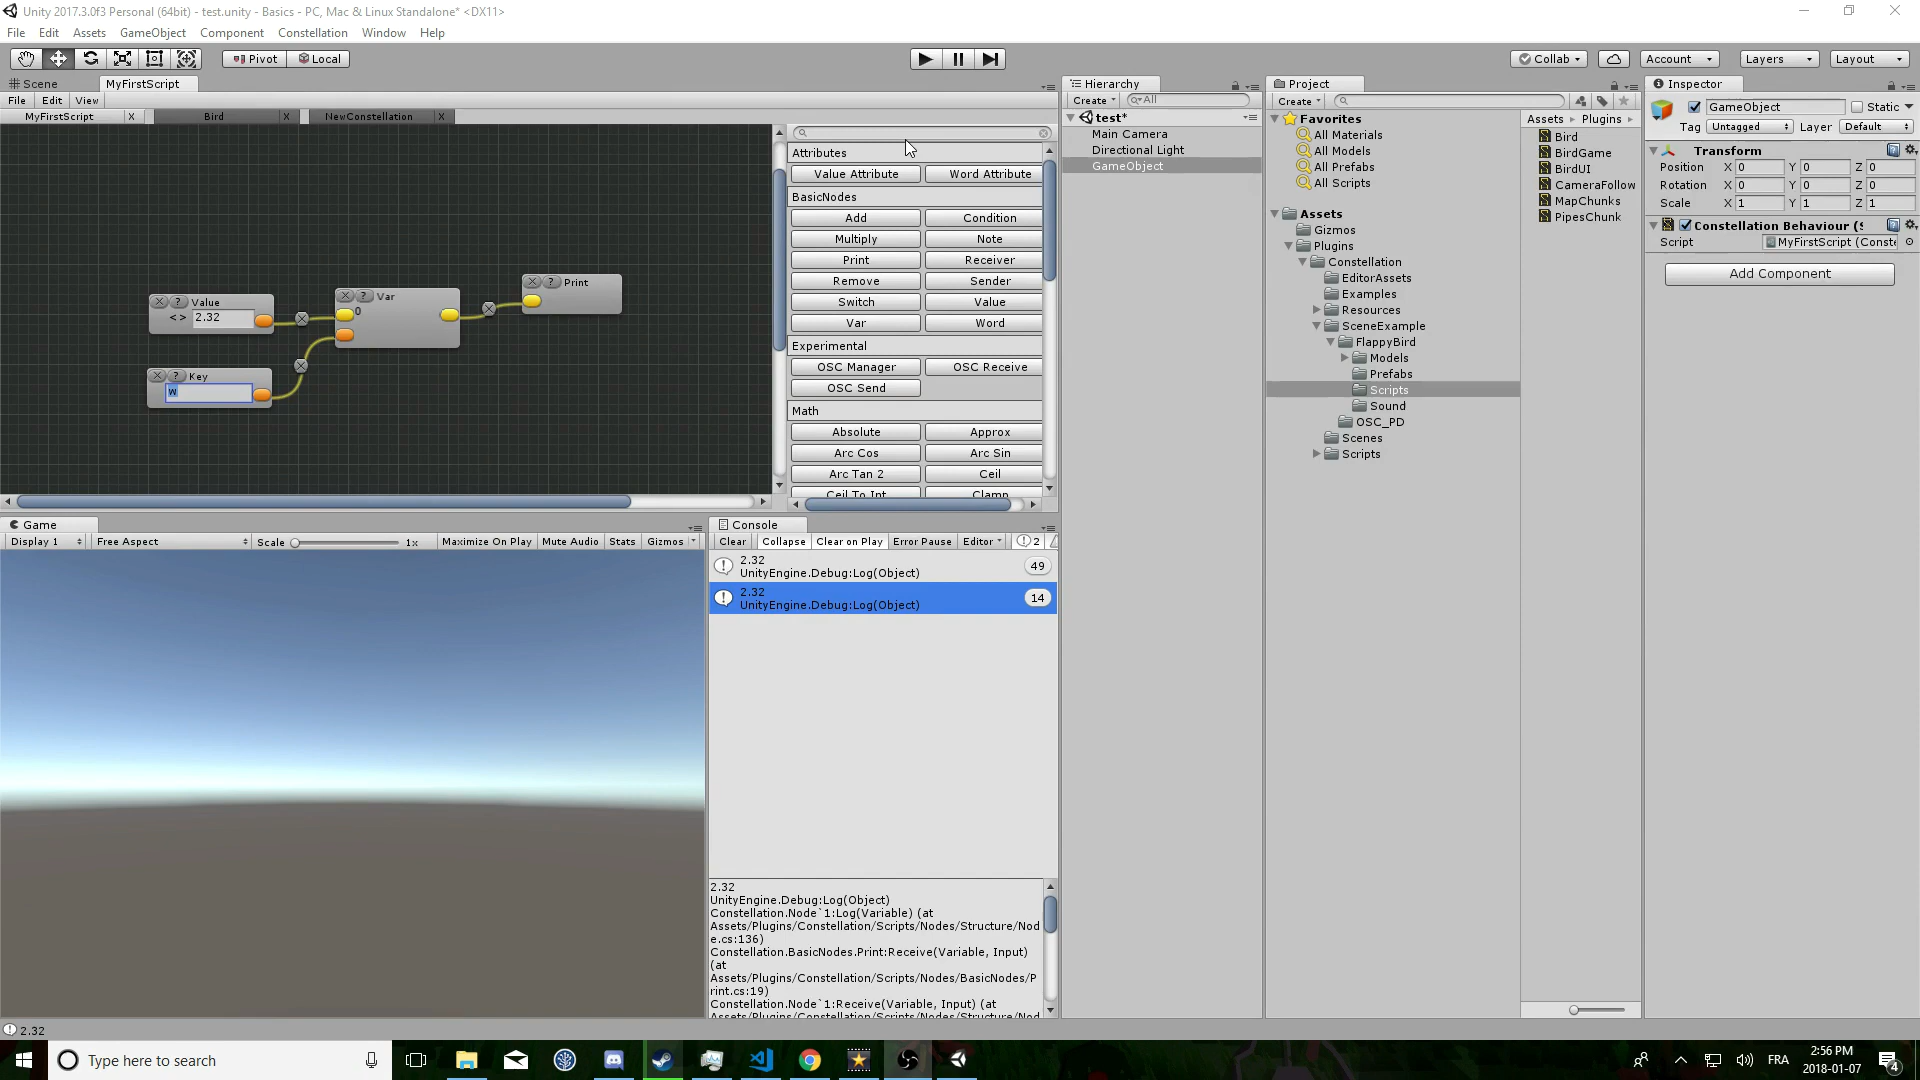 Unity 2017.3.0f3 Personal (64bit) - test.unity - Basics - PC, Mac & Linux Standalone* <DX11>
File Edit Assets GameObject Component Constellation Window Help
Pivot Local
Collab Account Layers Layout
Scene MyFirstScript
File Edit View
MyFirstScript X Bird X NewConstellation X
Attributes
Value Attribute Word Attribute
BasicNodes
Add Condition
Multiply Note
Print Receiver
Remove Sender
Switch Value
Var Word
Experimental
OSC Manager OSC Receive
OSC Send
Math
Absolute Approx
Arc Cos Arc Sin
Arc Tan 2 Ceil
Ceil To Int Clamp
X ? Value
<> 2.32
X ? Var
0
X ? Print
X ? Key
w
Game
Display 1 Free Aspect Scale 1x Maximize On Play Mute Audio Stats Gizmos
Console
Clear Collapse Clear on Play Error Pause Editor 2
2.32
UnityEngine.Debug:Log(Object) 49
2.32
UnityEngine.Debug:Log(Object) 14
2.32
UnityEngine.Debug:Log(Object)
Constellation.Node`1:Log(Variable) (at
Assets/Plugins/Constellation/Scripts/Nodes/Structure/Nod
e.cs:136)
Constellation.BasicNodes.Print:Receive(Variable, Input)
(at
Assets/Plugins/Constellation/Scripts/Nodes/BasicNodes/P
rint.cs:19)
Constellation.Node`1:Receive(Variable, Input) (at
Assets/Plugins/Constellation/Scripts/Nodes/Structure/Nod
Hierarchy
Create All
test*
Main Camera
Directional Light
GameObject
Project
Create
Favorites
All Materials
All Models
All Prefabs
All Scripts
Assets
Gizmos
Plugins
Constellation
EditorAssets
Examples
Resources
SceneExample
FlappyBird
Models
Prefabs
Scripts
Sound
OSC_PD
Scenes
Scripts
Assets Plugins
Bird
BirdGame
BirdUI
CameraFollow
MapChunks
PipesChunk
Inspector
GameObject Static
Tag Untagged Layer Default
Transform
Position X 0 Y 0 Z 0
Rotation X 0 Y 0 Z 0
Scale X 1 Y 1 Z 1
Constellation Behaviour (S
Script MyFirstScript (Conste
Add Component
2.32
Type here to search
FRA
2:56 PM
2018-01-07
4